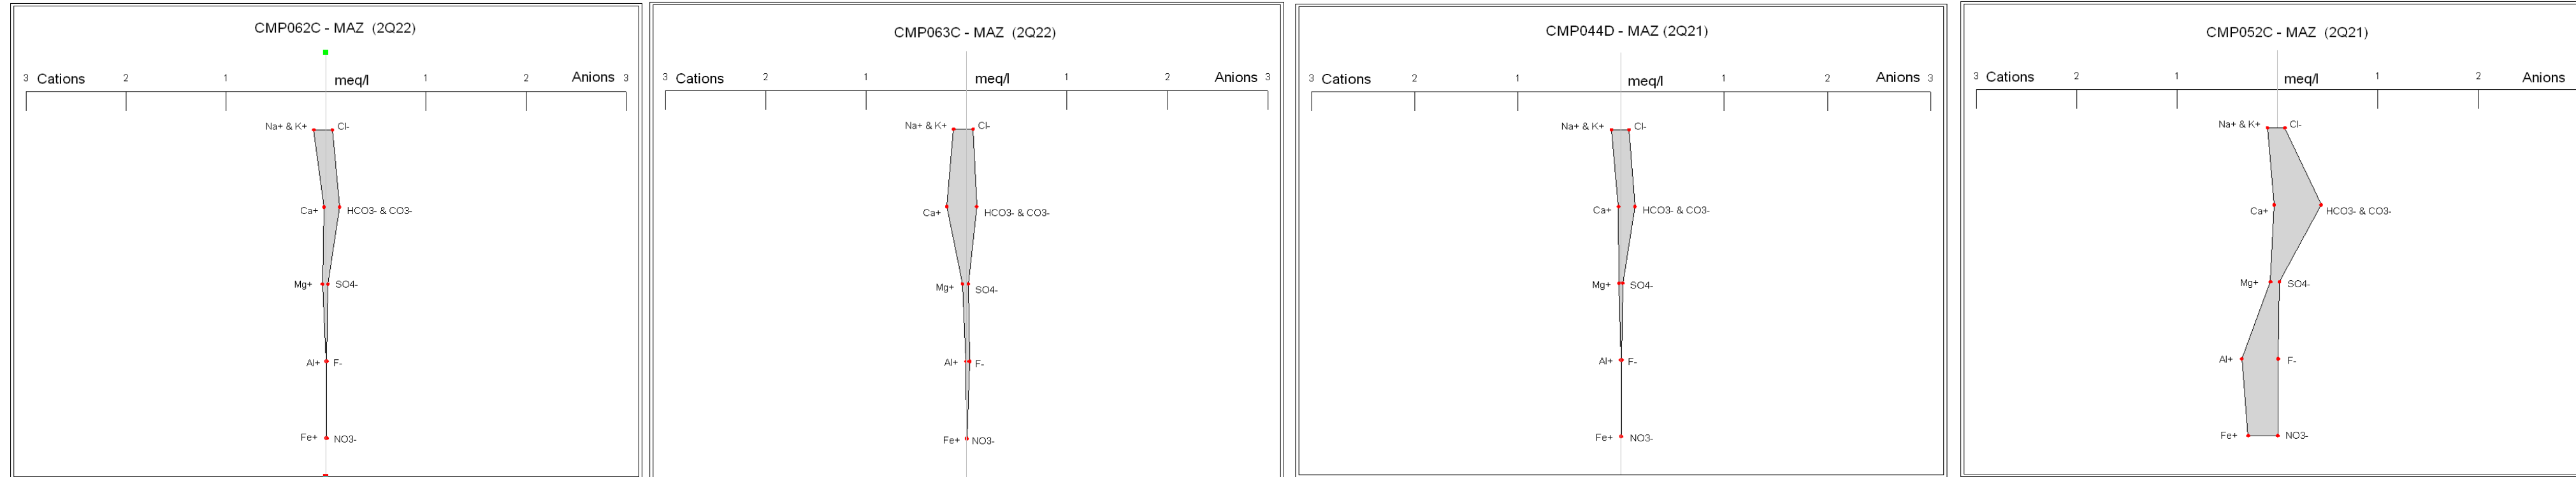 CMP062C - MAZ (2Q22)
3 Cations 2 1 meq/l 1 2 Anions 3
Na+ & K+ Cl-
Ca+ HCO3- & CO3-
Mg+ SO4-
Al+ F-
Fe+ NO3-
CMP063C - MAZ (2Q22)
3 Cations 2 1 meq/l 1 2 Anions 3
Na+ & K+ Cl-
Ca+ HCO3- & CO3-
Mg+ SO4-
Al+ F-
Fe+ NO3-
CMP044D - MAZ (2Q21)
3 Cations 2 1 meq/l 1 2 Anions 3
Na+ & K+ Cl-
Ca+ HCO3- & CO3-
Mg+ SO4-
Al+ F-
Fe+ NO3-
CMP052C - MAZ (2Q21)
3 Cations 2 1 meq/l 1 2 Anions
Na+ & K+ Cl-
Ca+ HCO3- & CO3-
Mg+ SO4-
Al+ F-
Fe+ NO3-